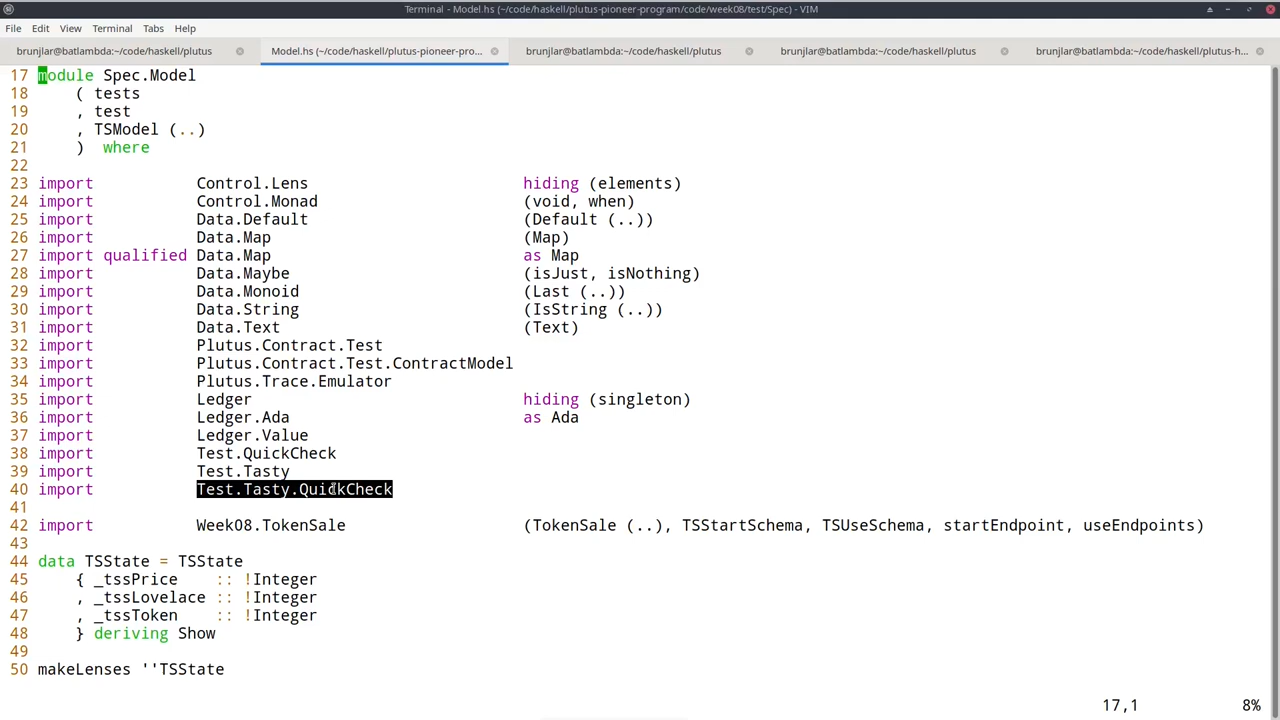 Terminal - Model.hs (~/code/haskell/plutus-pioneer-program/code/week08/test/Spec) - VIM
File Edit View Terminal Tabs Help
brunjlar@batlambda:~/code/haskell/plutus Model.hs (~/code/haskell/plutus-pioneer-pro... brunjlar@batlambda:~/code/haskell/plutus brunjlar@batlambda:~/code/haskell/plutus brunjlar@batlambda:~/code/haskell/plutus-h...
17 module Spec.Model
18     ( tests
19     , test
20     , TSModel (..)
21     )  where
22
23 import           Control.Lens                       hiding (elements)
24 import           Control.Monad                      (void, when)
25 import           Data.Default                       (Default (..))
26 import           Data.Map                           (Map)
27 import qualified Data.Map                           as Map
28 import           Data.Maybe                         (isJust, isNothing)
29 import           Data.Monoid                        (Last (..))
30 import           Data.String                        (IsString (..))
31 import           Data.Text                          (Text)
32 import           Plutus.Contract.Test
33 import           Plutus.Contract.Test.ContractModel
34 import           Plutus.Trace.Emulator
35 import           Ledger                             hiding (singleton)
36 import           Ledger.Ada                         as Ada
37 import           Ledger.Value
38 import           Test.QuickCheck
39 import           Test.Tasty
40 import           Test.Tasty.QuickCheck
41
42 import           Week08.TokenSale                   (TokenSale (..), TSStartSchema, TSUseSchema, startEndpoint, useEndpoints)
43
44 data TSState = TSState
45     { _tssPrice    :: !Integer
46     , _tssLovelace :: !Integer
47     , _tssToken    :: !Integer
48     } deriving Show
49
50 makeLenses ''TSState
17,1 8%